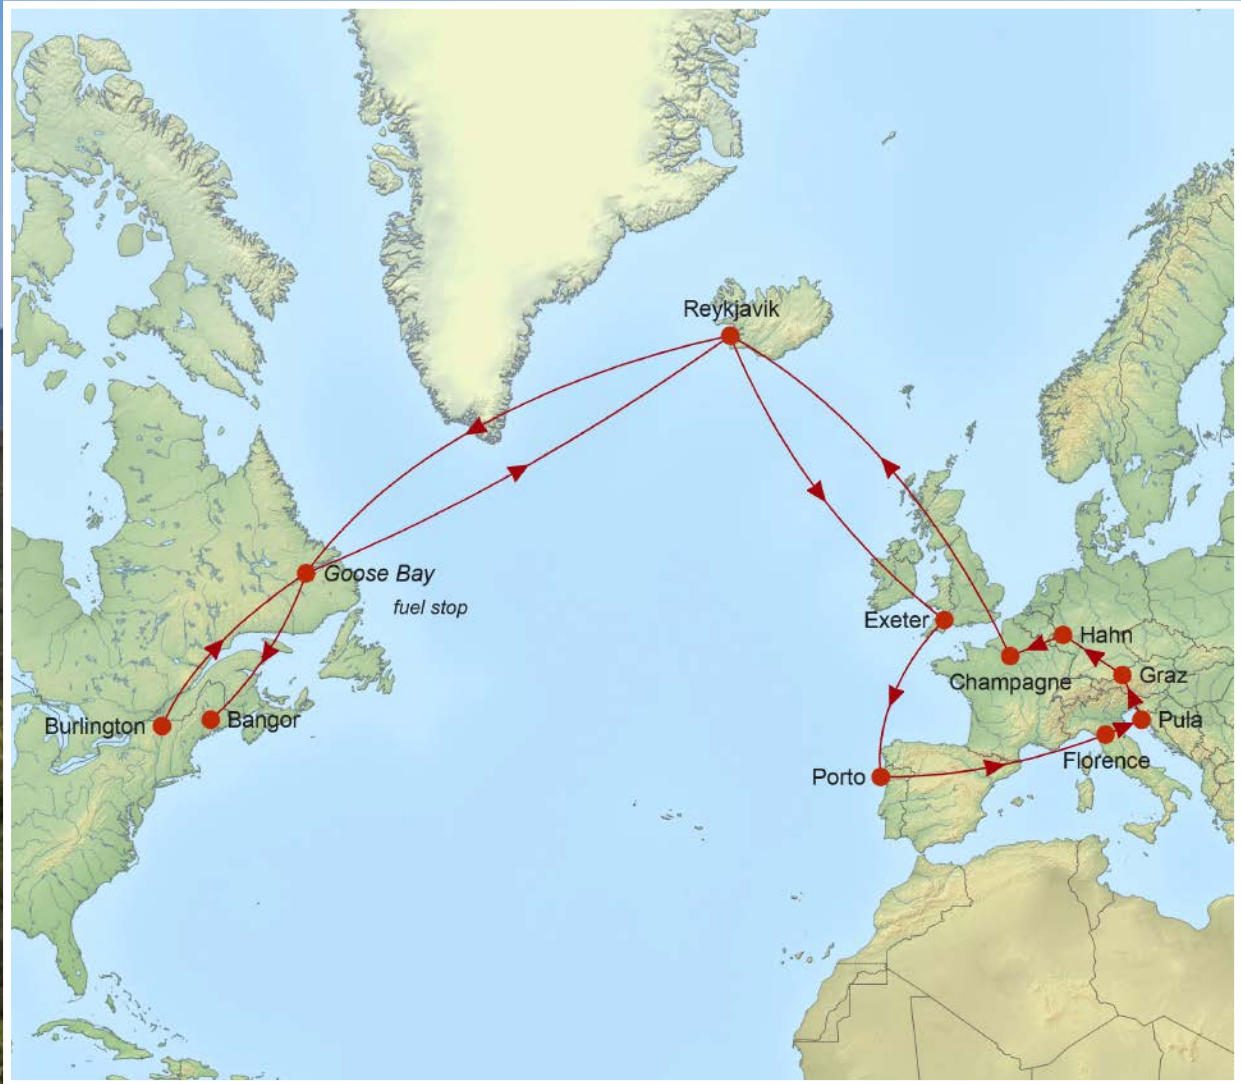 Reykjavik
Goose Bay
fuel stop
Exeter
Hahn
Champagne
Graz
Burlington
Bangor
Pula
Florence
Porto